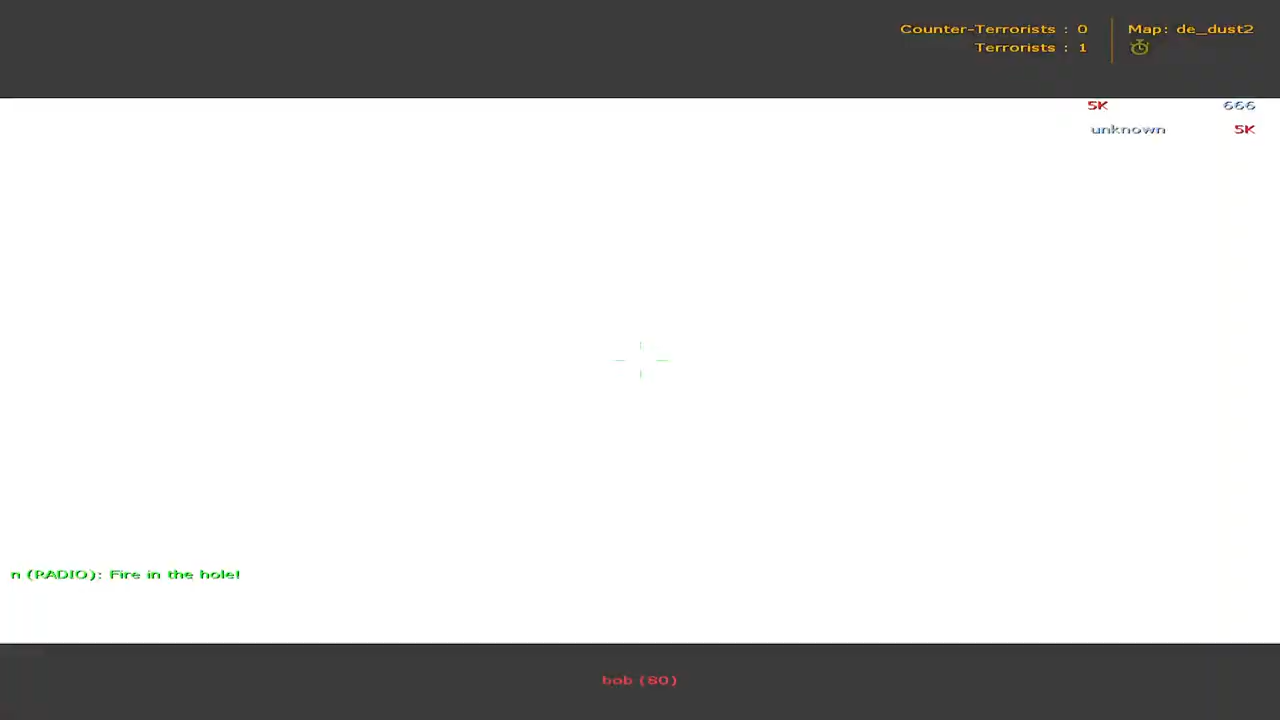 Counter-Terrorists : 0
Terrorists : 1
Map: de_dust2
5K 666
unknown 5K
n (RADIO): Fire in the hole!
bob (80)